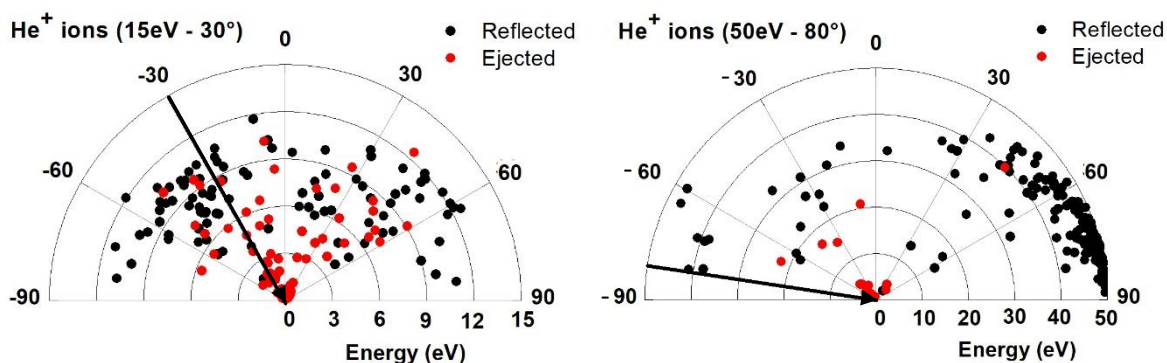 He+ ions (15eV - 30°)
Reflected
Ejected
0
-30
30
-60
60
-90
90
0 3 6 9 12 15
Energy (eV)
He+ ions (50eV - 80°)
Reflected
Ejected
0
-30
30
-60
60
-90
90
0 10 20 30 40 50
Energy (eV)